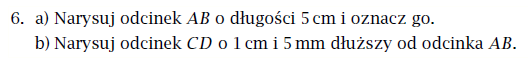 6. a) Narysuj odcinek AB o długości 5 cm i oznacz go.
b) Narysuj odcinek CD o 1 cm i 5 mm dłuższy od odcinka AB.